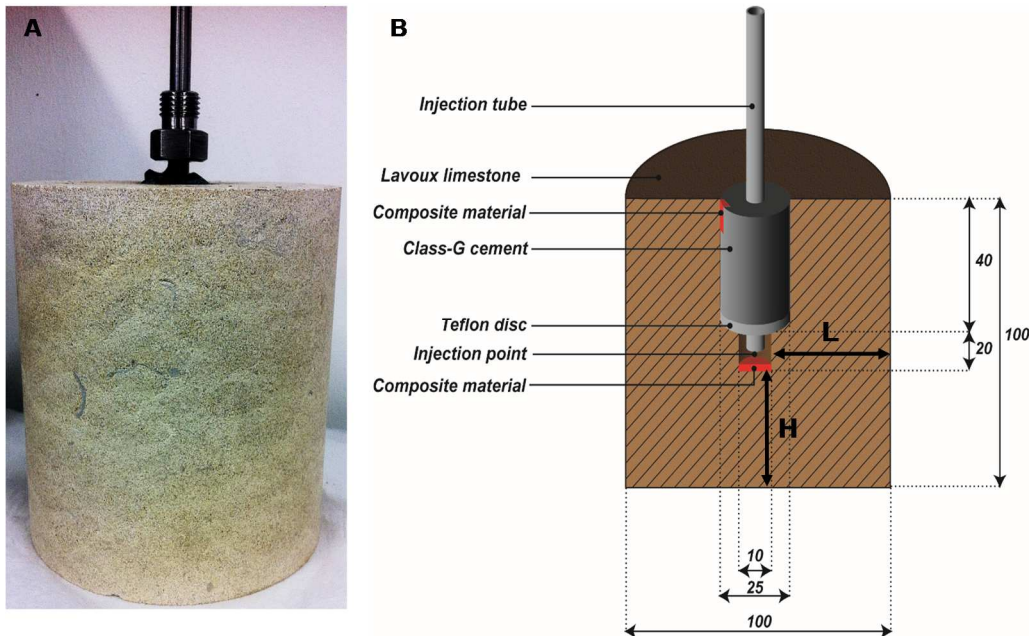 A
B
Injection tube
Lavoux limestone
Composite material
Class-G cement
Teflon disc
Injection point
Composite material
40
100
20
L
H
10
25
100